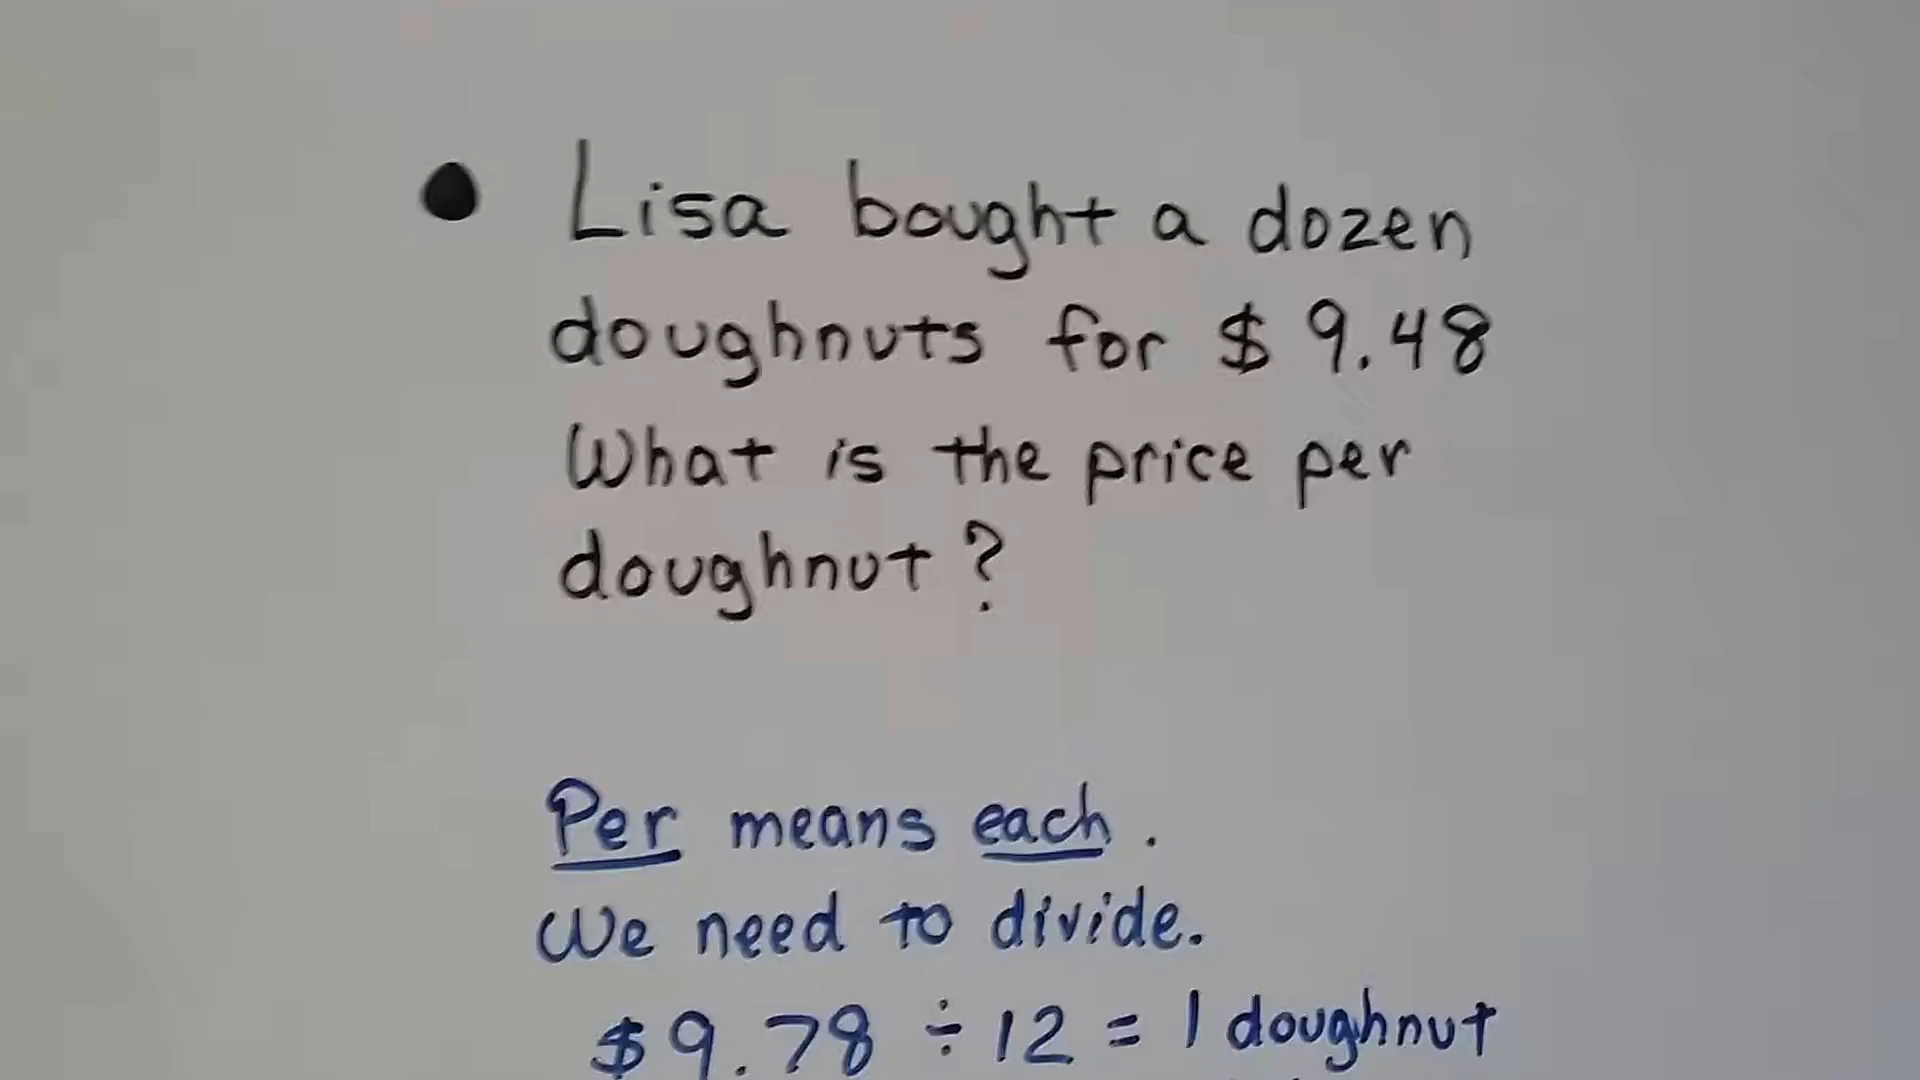 Lisa bought a dozen
doughnuts for $9.48
What is the price per
doughnut?
Per means each.
We need to divide.
$9.78 ÷ 12 = 1 doughnut